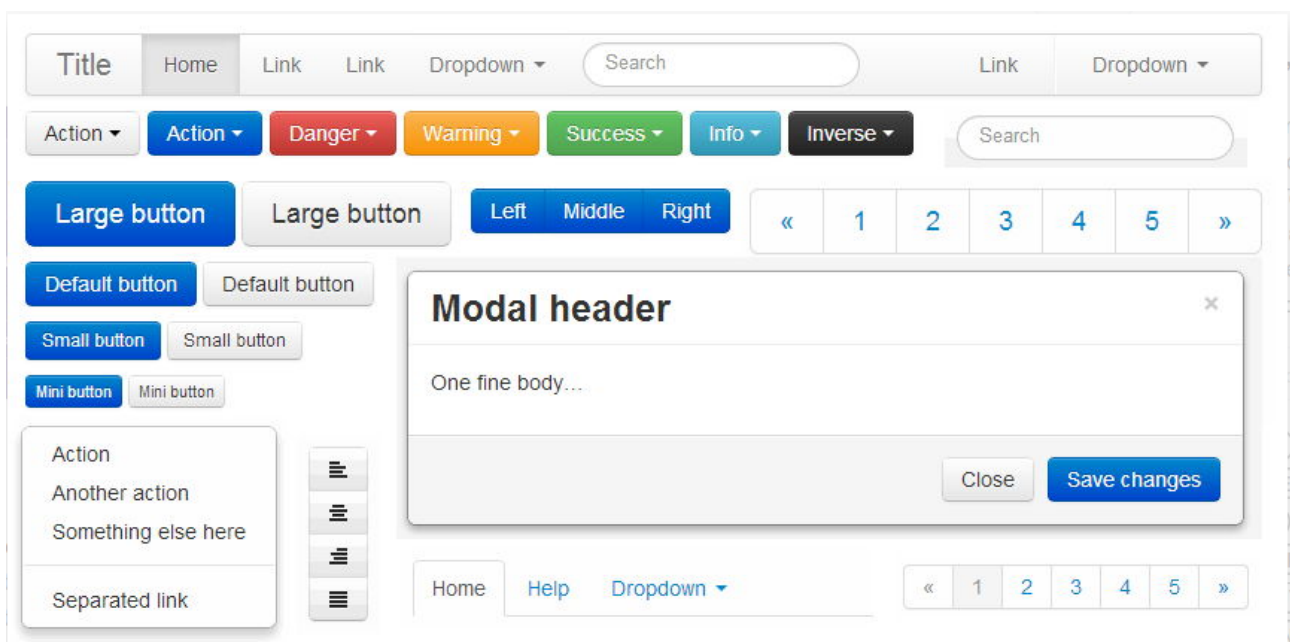 Title Home Link Link Dropdown Search Link Dropdown
Action Action Danger Warning Success Info Inverse Search
Large button Large button Left Middle Right « 1 2 3 4 5 »
Default button Default button
Small button Small button
Mini button Mini button
Modal header ×
One fine body...
Close Save changes
Action
Another action
Something else here
Separated link
Home Help Dropdown « 1 2 3 4 5 »